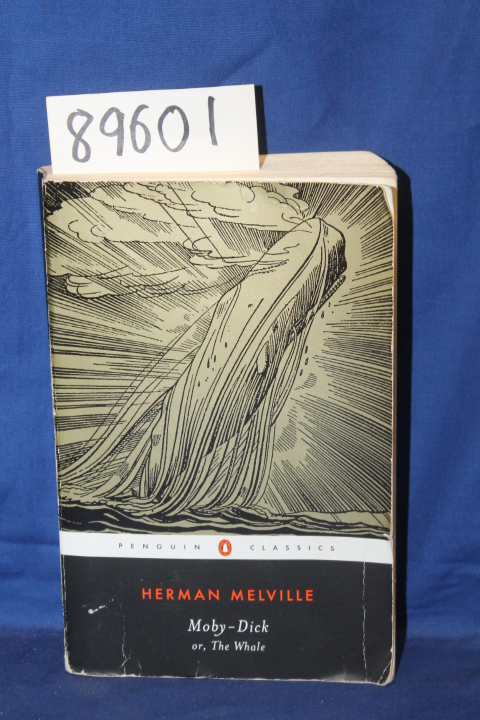 89601
PENGUIN CLASSICS
HERMAN MELVILLE
Moby-Dick
or, The Whale